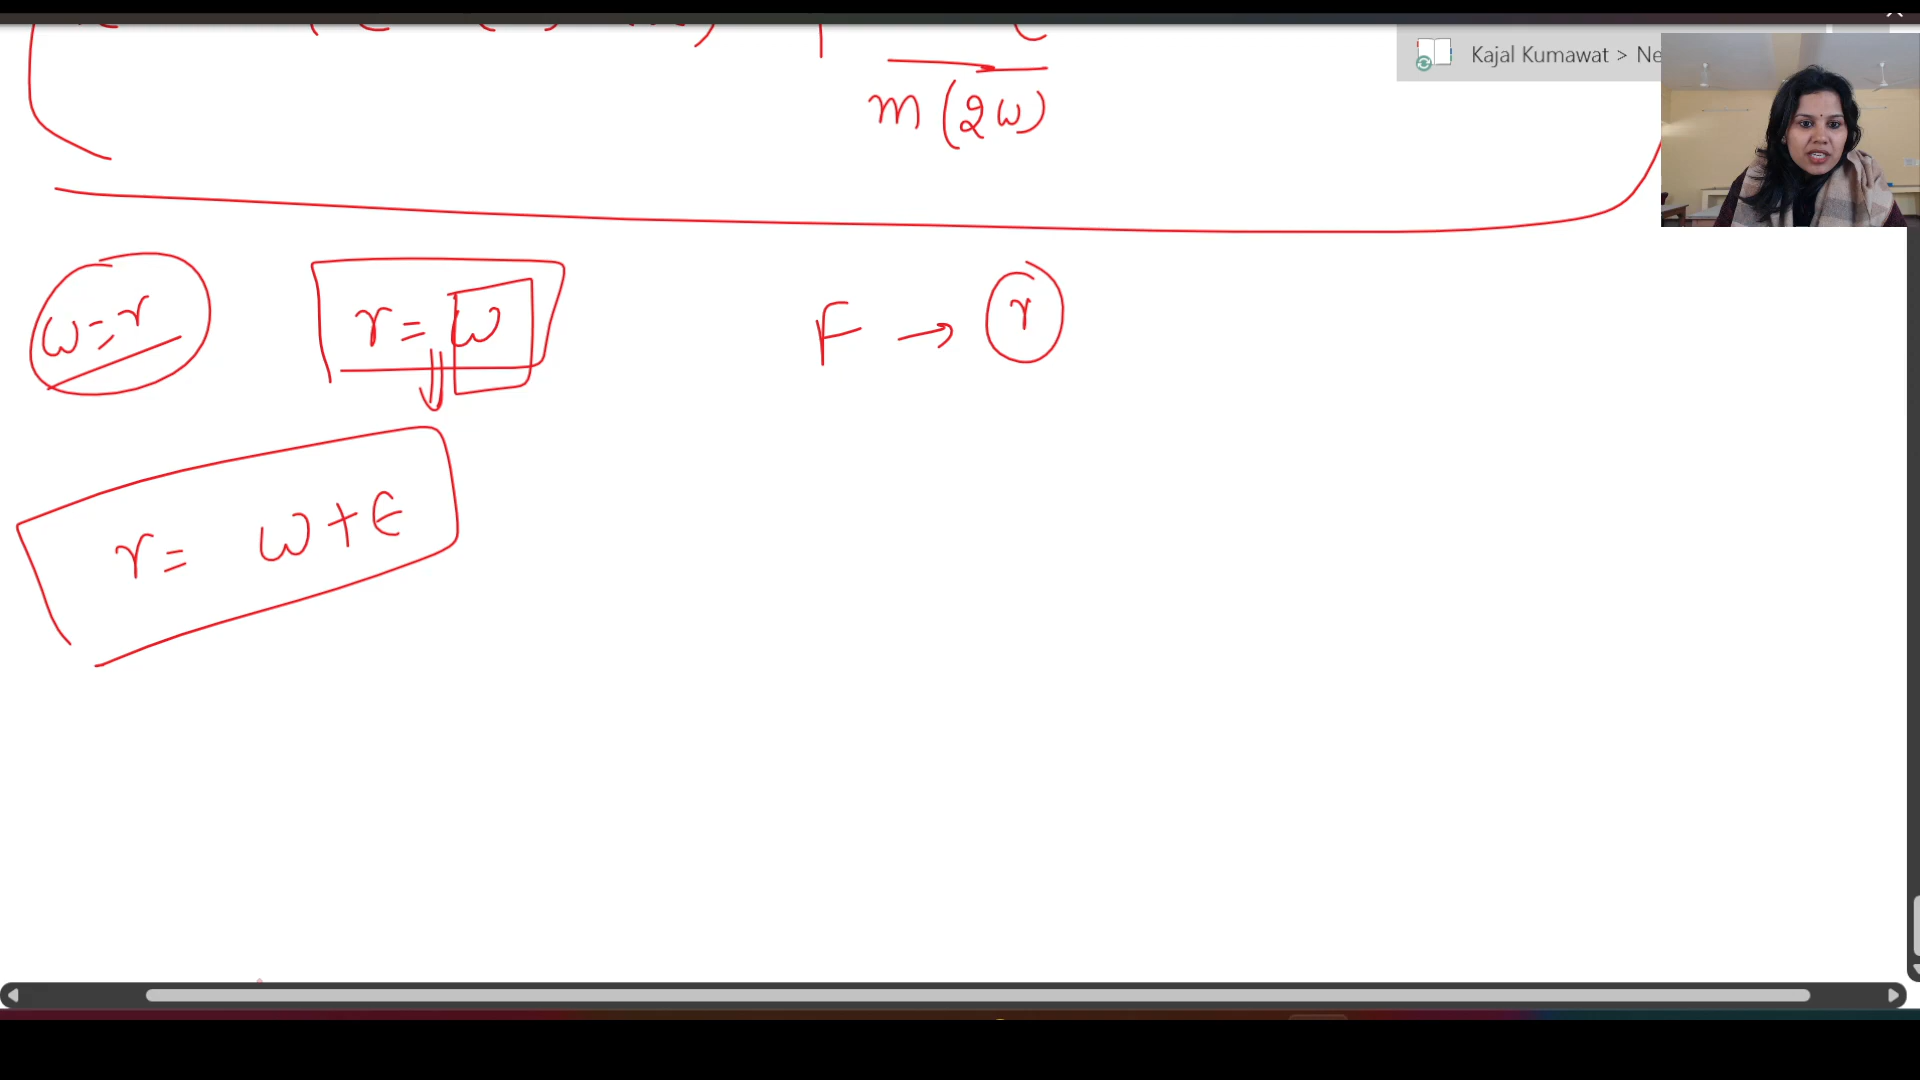 Kajal Kumawat > Ne
m(2ω)
ω=r r=ω F → r
r= ω+ϵ